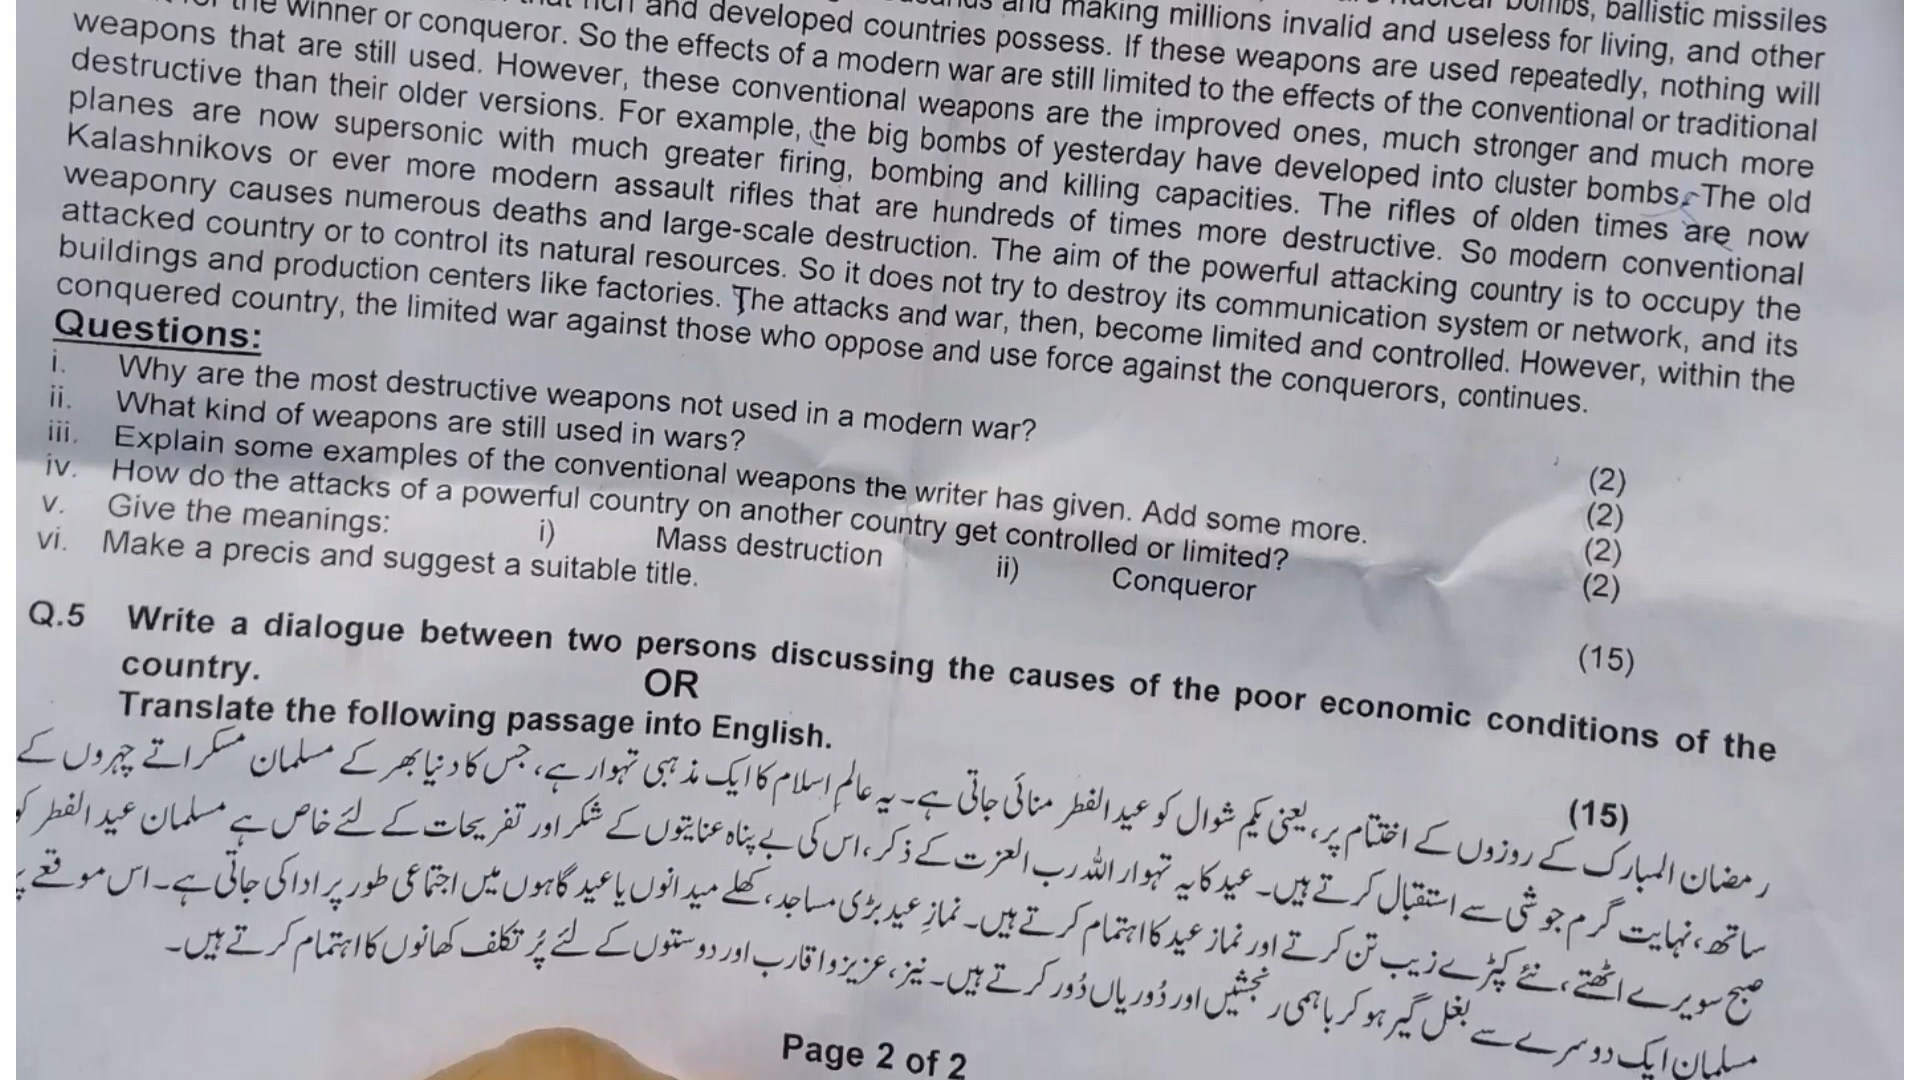 bombs, ballistic missiles
and making millions invalid and useless for living, and other
and developed countries possess. If these weapons are used repeatedly, nothing will
the winner or conqueror. So the effects of a modern war are still limited to the effects of the conventional or traditional
weapons that are still used. However, these conventional weapons are the improved ones, much stronger and much more
destructive than their older versions. For example, the big bombs of yesterday have developed into cluster bombs. The old
planes are now supersonic with much greater firing, bombing and killing capacities. The rifles of olden times are now
Kalashnikovs or ever more modern assault rifles that are hundreds of times more destructive. So modern conventional
weaponry causes numerous deaths and large-scale destruction. The aim of the powerful attacking country is to occupy the
attacked country or to control its natural resources. So it does not try to destroy its communication system or network, and its
buildings and production centers like factories. The attacks and war, then, become limited and controlled. However, within the
conquered country, the limited war against those who oppose and use force against the conquerors, continues.
Questions:
i. Why are the most destructive weapons not used in a modern war? (2)
ii. What kind of weapons are still used in wars? (2)
iii. Explain some examples of the conventional weapons the writer has given. Add some more. (2)
iv. How do the attacks of a powerful country on another country get controlled or limited? (2)
v. Give the meanings: i) Mass destruction ii) Conqueror
vi. Make a precis and suggest a suitable title. (15)
Q.5 Write a dialogue between two persons discussing the causes of the poor economic conditions of the
country.
OR
Translate the following passage into English. (15)
رمضان المبارک کے روزوں کے اختتام پر، یعنی یکم شوال کو عید الفطر منائی جاتی ہے۔ یہ عالمِ اسلام کا ایک مذہبی تہوار ہے، جس کا دنیا بھر کے مسلمان مسکراتے چہروں کے
ساتھ، نہایت گرم جوشی سے استقبال کرتے ہیں۔ عید کا یہ تہوار اللہ رب العزت کے ذکر، اس کی بے پناہ عنایتوں کے شکر اور تفریحات کے لئے خاص ہے مسلمان عید الفطر کو
صبح سویرے اٹھتے، نئے کپڑے زیب تن کرتے اور نماز عید کا اہتمام کرتے ہیں۔ نمازِ عید بڑی مساجد، کھلے میدانوں یا عید گاہوں میں اجتماعی طور پر ادا کی جاتی ہے۔ اس موقعے پر
مسلمان ایک دوسرے سے بغل گیر ہو کر باہمی رنجشیں اور دُوریاں دُور کرتے ہیں۔ نیز، عزیز و اقارب اور دوستوں کے لئے پُر تکلف کھانوں کا اہتمام کرتے ہیں۔
Page 2 of 2